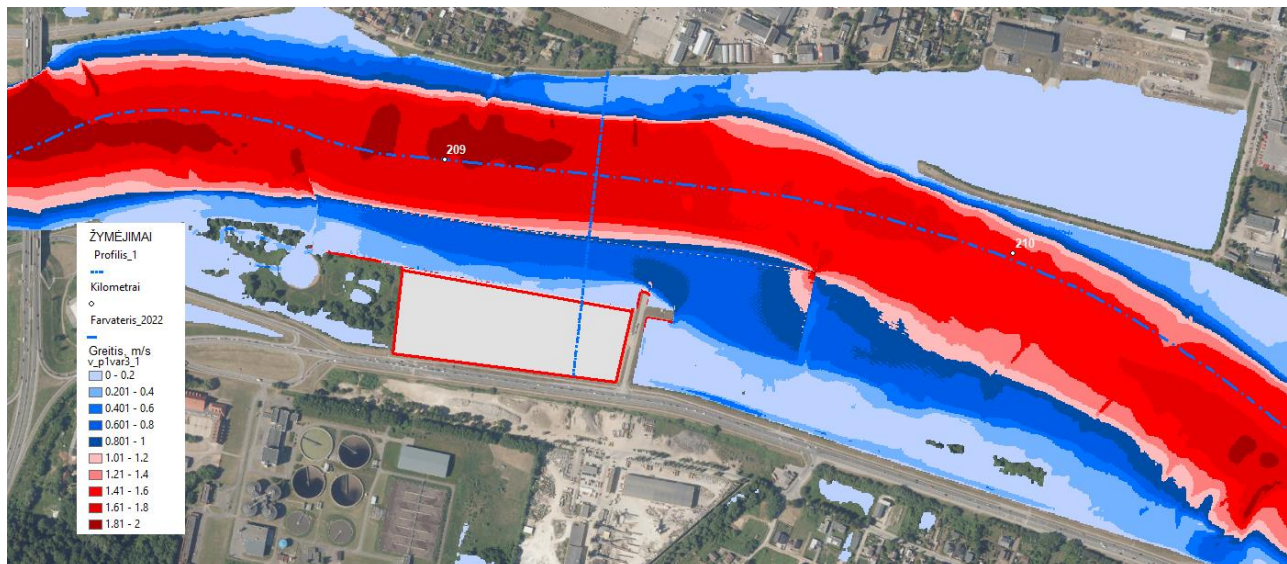 209
210
ŽYMĖJIMAI
Profilis_1
Kilometrai
Farvateris_2022
Greitis, m/s
v_p1var3_1
0 - 0.2
0.201 - 0.4
0.401 - 0.6
0.601 - 0.8
0.801 - 1
1.01 - 1.2
1.21 - 1.4
1.41 - 1.6
1.61 - 1.8
1.81 - 2